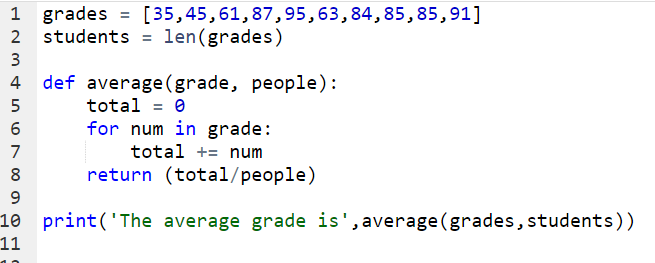 1 grades = [35,45,61,87,95,63,84,85,85,91]
2 students = len(grades)
3
4 def average(grade, people):
5     total = 0
6     for num in grade:
7         total += num
8     return (total/people)
9
10 print('The average grade is',average(grades,students))
11